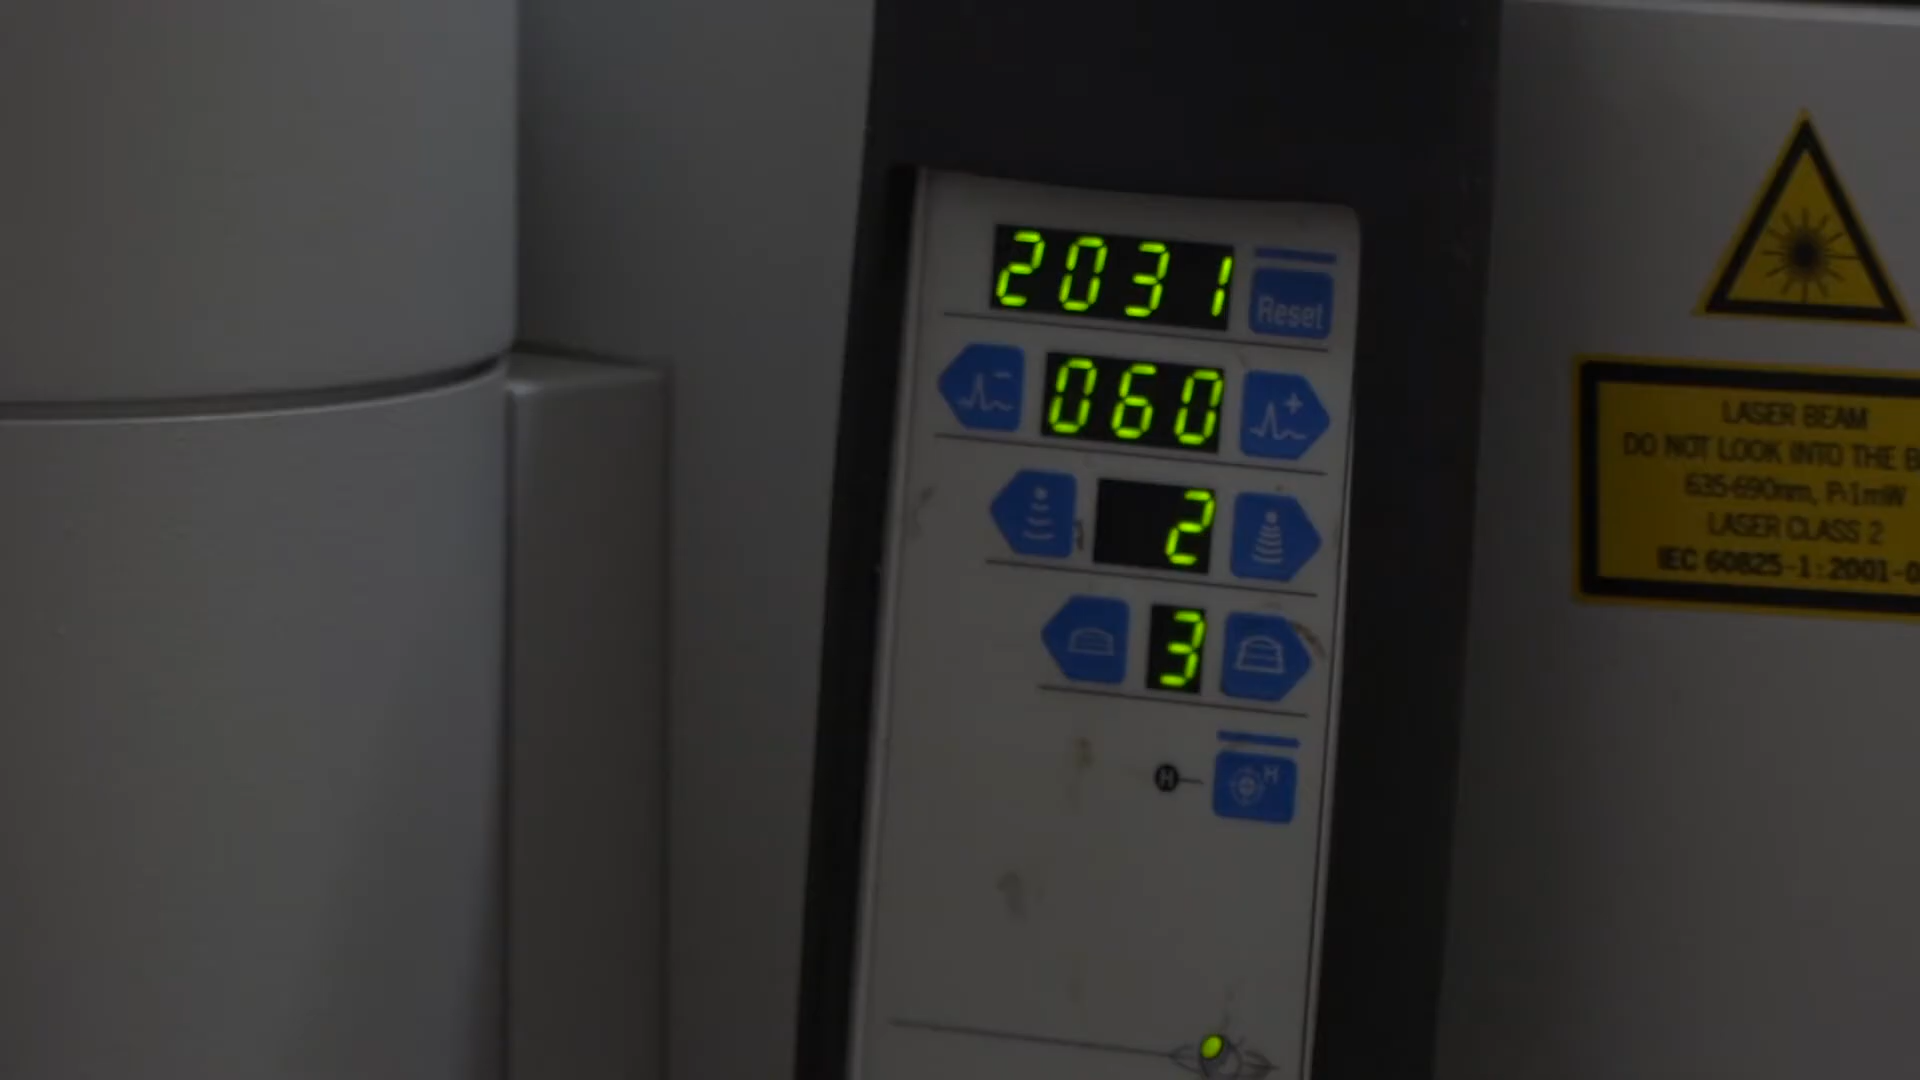 2031
Reset
060
2
3
H
H
LASER BEAM
DO NOT LOOK INTO THE B
635-690nm, P<1mW
LASER CLASS 2
IEC 60825-1:2001-0